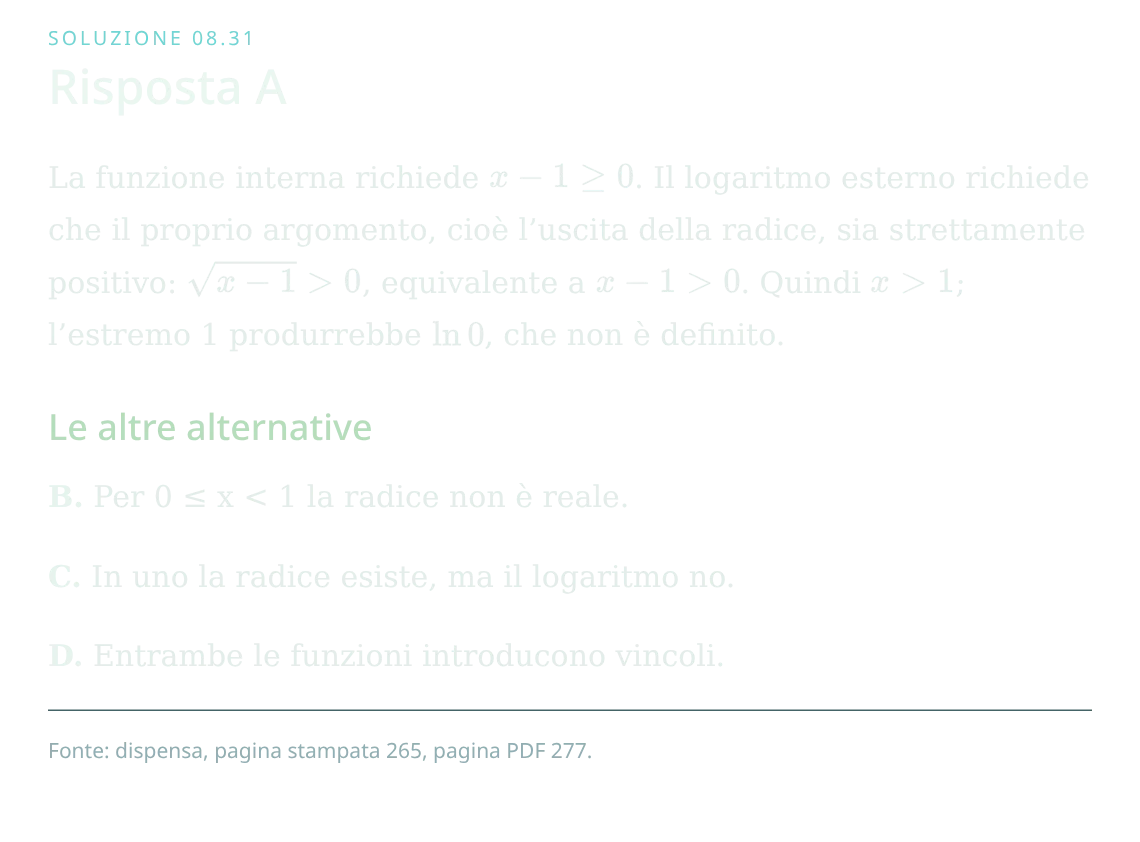 SOLUZIONE 08.31
Risposta A
La funzione interna richiede x − 1 ≥ 0. Il logaritmo esterno richiede
che il proprio argomento, cioè l’uscita della radice, sia strettamente
positivo: √(x − 1) > 0, equivalente a x − 1 > 0. Quindi x > 1;
l’estremo 1 produrrebbe ln 0, che non è definito.
Le altre alternative
B. Per 0 ≤ x < 1 la radice non è reale.
C. In uno la radice esiste, ma il logaritmo no.
D. Entrambe le funzioni introducono vincoli.
Fonte: dispensa, pagina stampata 265, pagina PDF 277.